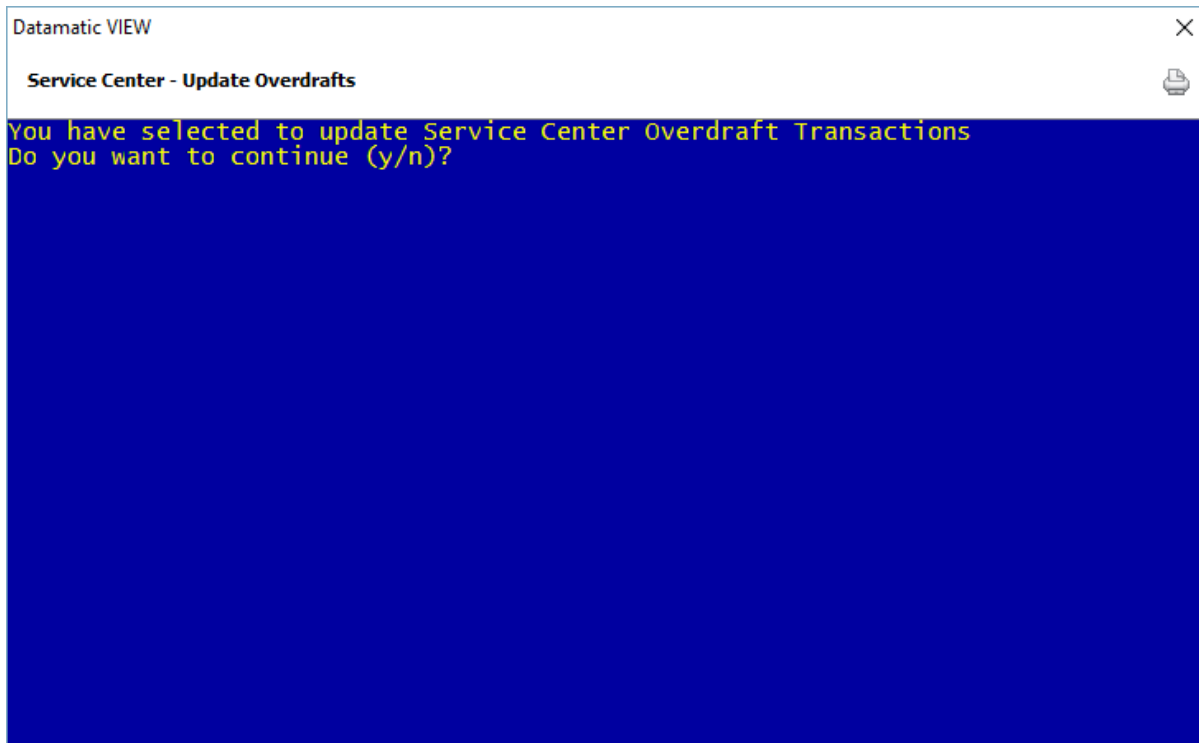 Datamatic VIEW
Service Center - Update Overdrafts
You have selected to update Service Center Overdraft Transactions
Do you want to continue (y/n)?